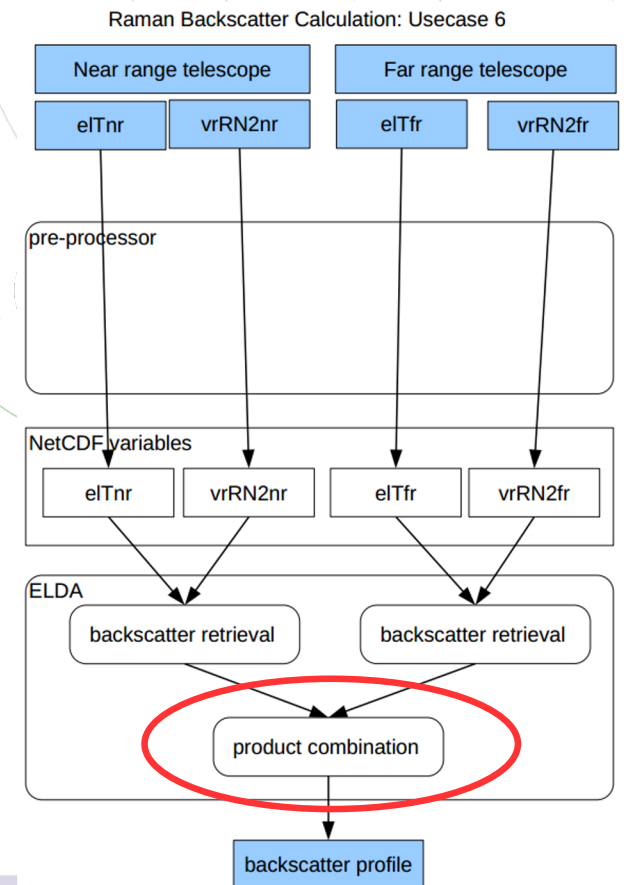 Raman Backscatter Calculation: Usecase 6
Near range telescope
Far range telescope
elTnr
vrRN2nr
elTfr
vrRN2fr
pre-processor
NetCDF variables
elTnr
vrRN2nr
elTfr
vrRN2fr
ELDA
backscatter retrieval
backscatter retrieval
product combination
backscatter profile